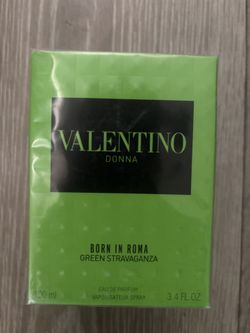 VALENTINO
DONNA
BORN IN ROMA
GREEN STRAVAGANZA
EAU DE PARFUM
VAPORISATEUR SPRAY
100 ml 3.4 FL.OZ